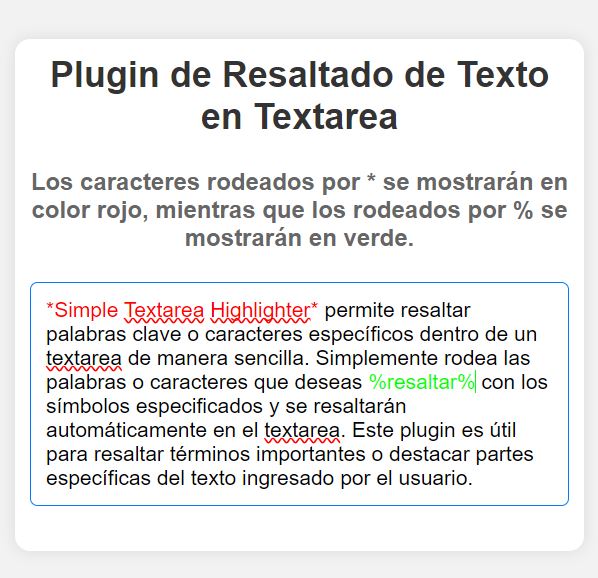 Plugin de Resaltado de Texto
en Textarea
Los caracteres rodeados por * se mostrarán en
color rojo, mientras que los rodeados por % se
mostrarán en verde.
*Simple Textarea Highlighter* permite resaltar
palabras clave o caracteres específicos dentro de un
textarea de manera sencilla. Simplemente rodea las
palabras o caracteres que deseas %resaltar% con los
símbolos especificados y se resaltarán
automáticamente en el textarea. Este plugin es útil
para resaltar términos importantes o destacar partes
específicas del texto ingresado por el usuario.